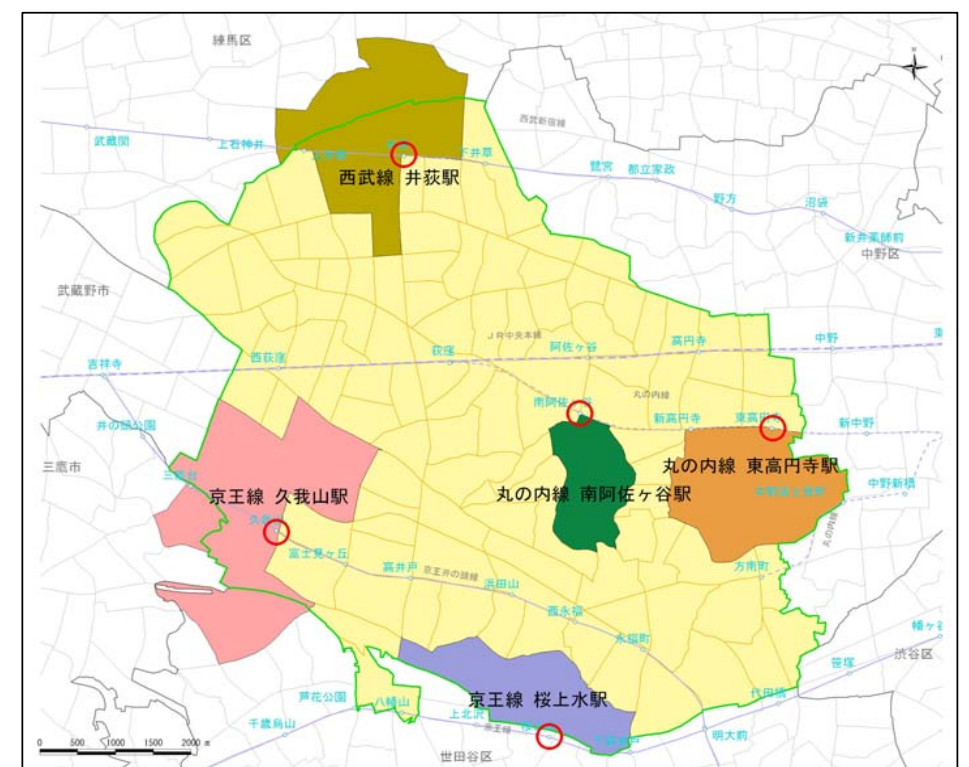 練馬区
N
西武新宿線
武蔵関
上石神井
下井草
鷺宮
都立家政
野方
沼袋
新井薬師前
中野区
西武線 井荻駅
武蔵野市
吉祥寺
西荻窪
荻窪
JR中央本線
阿佐ヶ谷
高円寺
中野
井の頭公園
南阿佐ヶ谷
丸の内線
新高円寺
東高円寺
新中野
三鷹市
三鷹台
京王線 久我山駅
丸の内線 南阿佐ヶ谷駅
丸の内線 東高円寺駅
中野新橋
久我山
富士見ヶ丘
高井戸
京王井の頭線
浜田山
西永福
永福町
方南町
丸の内線
幡ヶ谷
渋谷区
笹塚
代田橋
明大前
京王線 桜上水駅
芦花公園
八幡山
上北沢
京王線
千歳烏山
世田谷区
0 500 1000 1500 2000 m